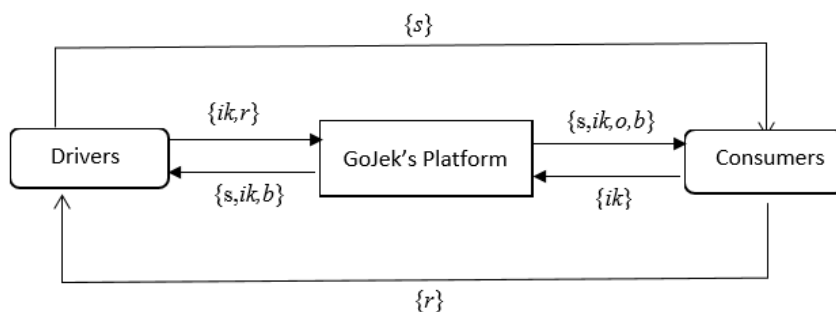 {s}
{ik,r}
{s,ik,o,b}
Drivers
GoJek's Platform
Consumers
{s,ik,b}
{ik}
{r}